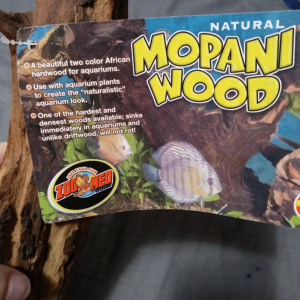 NATURAL
MOPANI
WOOD
A beautiful two color African
hardwood for aquariums.
Use with aquarium plants
to create the "naturalistic"
aquarium look.
One of the hardest and
densest woods available; sinks
immediately in aquariums and
unlike driftwood, will not rot!
ZOO MED